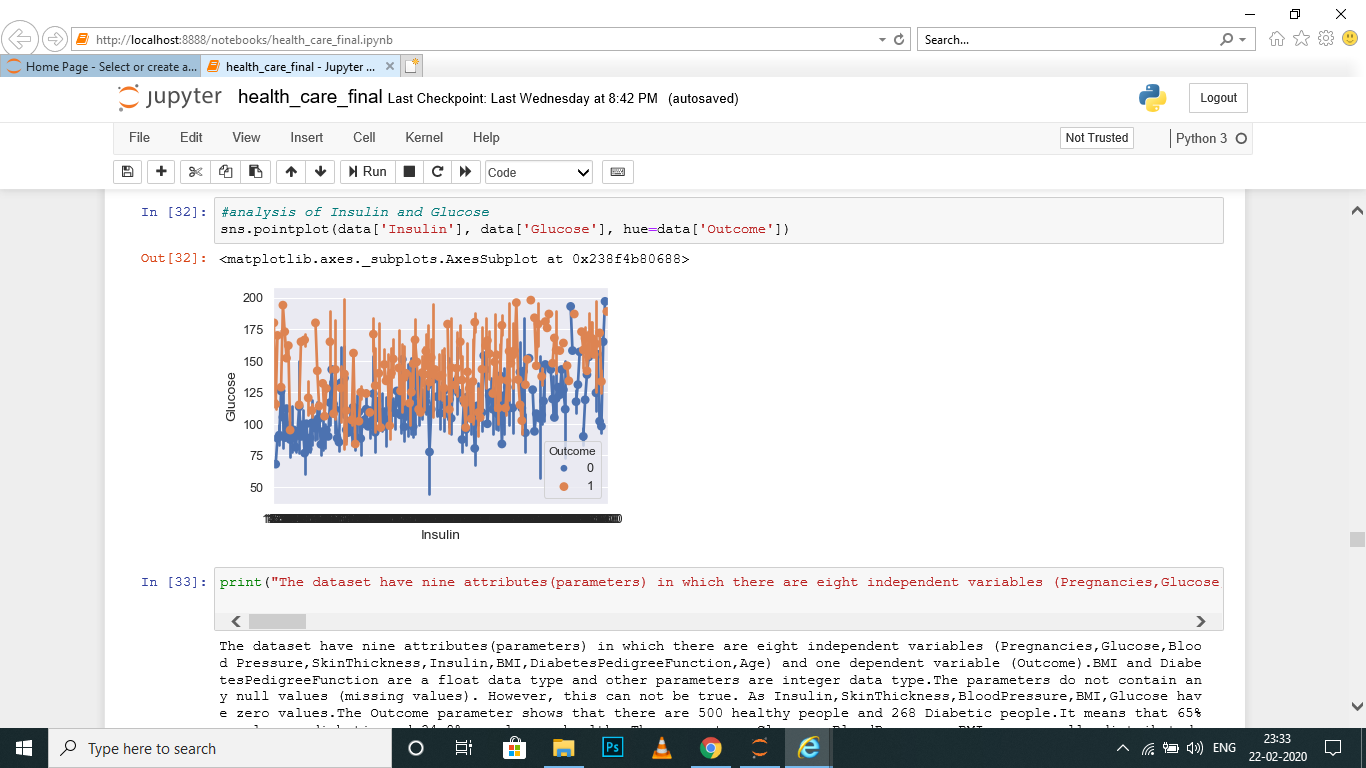 http://localhost:8888/notebooks/health_care_final.ipynb
Search...
Home Page - Select or create a...
health_care_final - Jupyter ...
jupyter health_care_final Last Checkpoint: Last Wednesday at 8:42 PM (autosaved)
Logout
File Edit View Insert Cell Kernel Help
Not Trusted
Python 3
Run
Code
In [32]:
#analysis of Insulin and Glucose
sns.pointplot(data['Insulin'], data['Glucose'], hue=data['Outcome'])
Out[32]:
<matplotlib.axes._subplots.AxesSubplot at 0x238f4b80688>
200
175
150
125
100
75
50
Glucose
Outcome
0
1
Insulin
In [33]:
print("The dataset have nine attributes(parameters) in which there are eight independent variables (Pregnancies,Glucose
The dataset have nine attributes(parameters) in which there are eight independent variables (Pregnancies,Glucose,Bloo
d Pressure,SkinThickness,Insulin,BMI,DiabetesPedigreeFunction,Age) and one dependent variable (Outcome).BMI and Diabe
tesPedigreeFunction are a float data type and other parameters are integer data type.The parameters do not contain an
y null values (missing values). However, this can not be true. As Insulin,SkinThickness,BloodPressure,BMI,Glucose hav
e zero values.The Outcome parameter shows that there are 500 healthy people and 268 Diabetic people.It means that 65%
Type here to search
Ps
ENG
23:33
22-02-2020